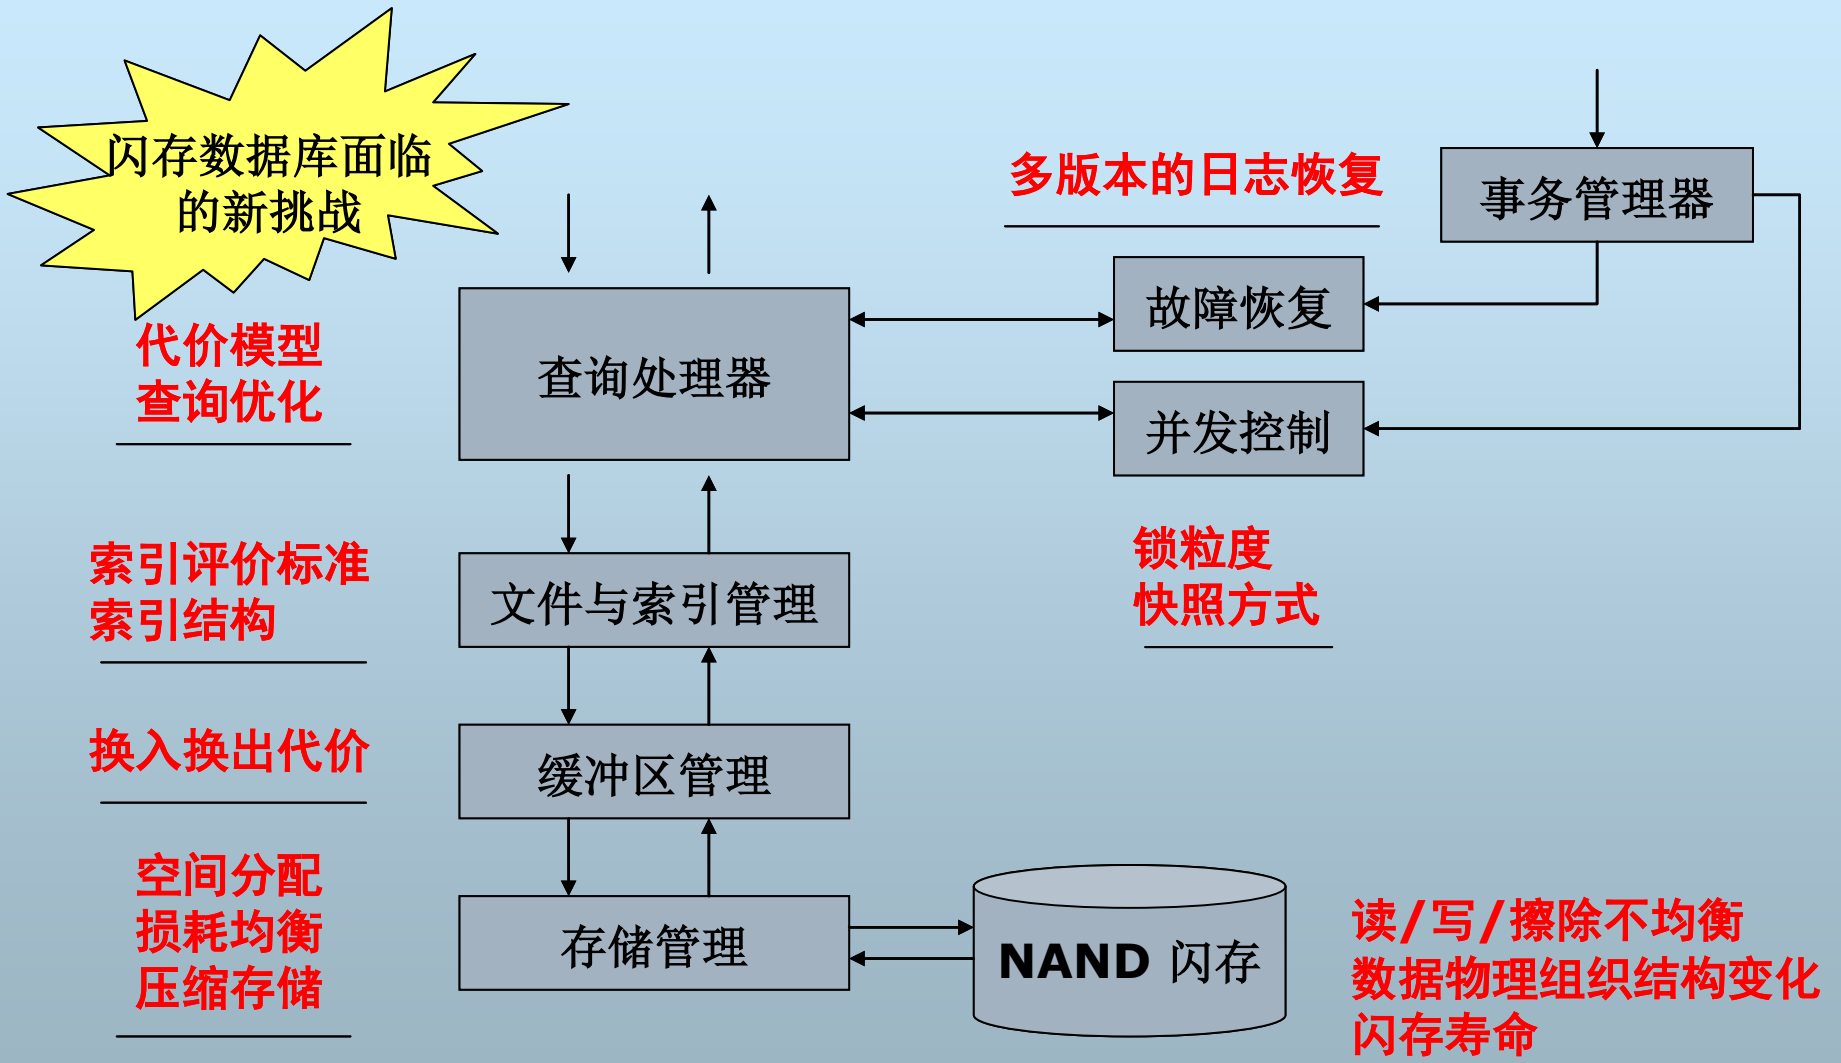 闪存数据库面临
的新挑战
多版本的日志恢复
事务管理器
故障恢复
代价模型
查询优化
查询处理器
并发控制
索引评价标准
索引结构
文件与索引管理
锁粒度
快照方式
换入换出代价
缓冲区管理
空间分配
损耗均衡
压缩存储
存储管理
NAND 闪存
读/写/擦除不均衡
数据物理组织结构变化
闪存寿命